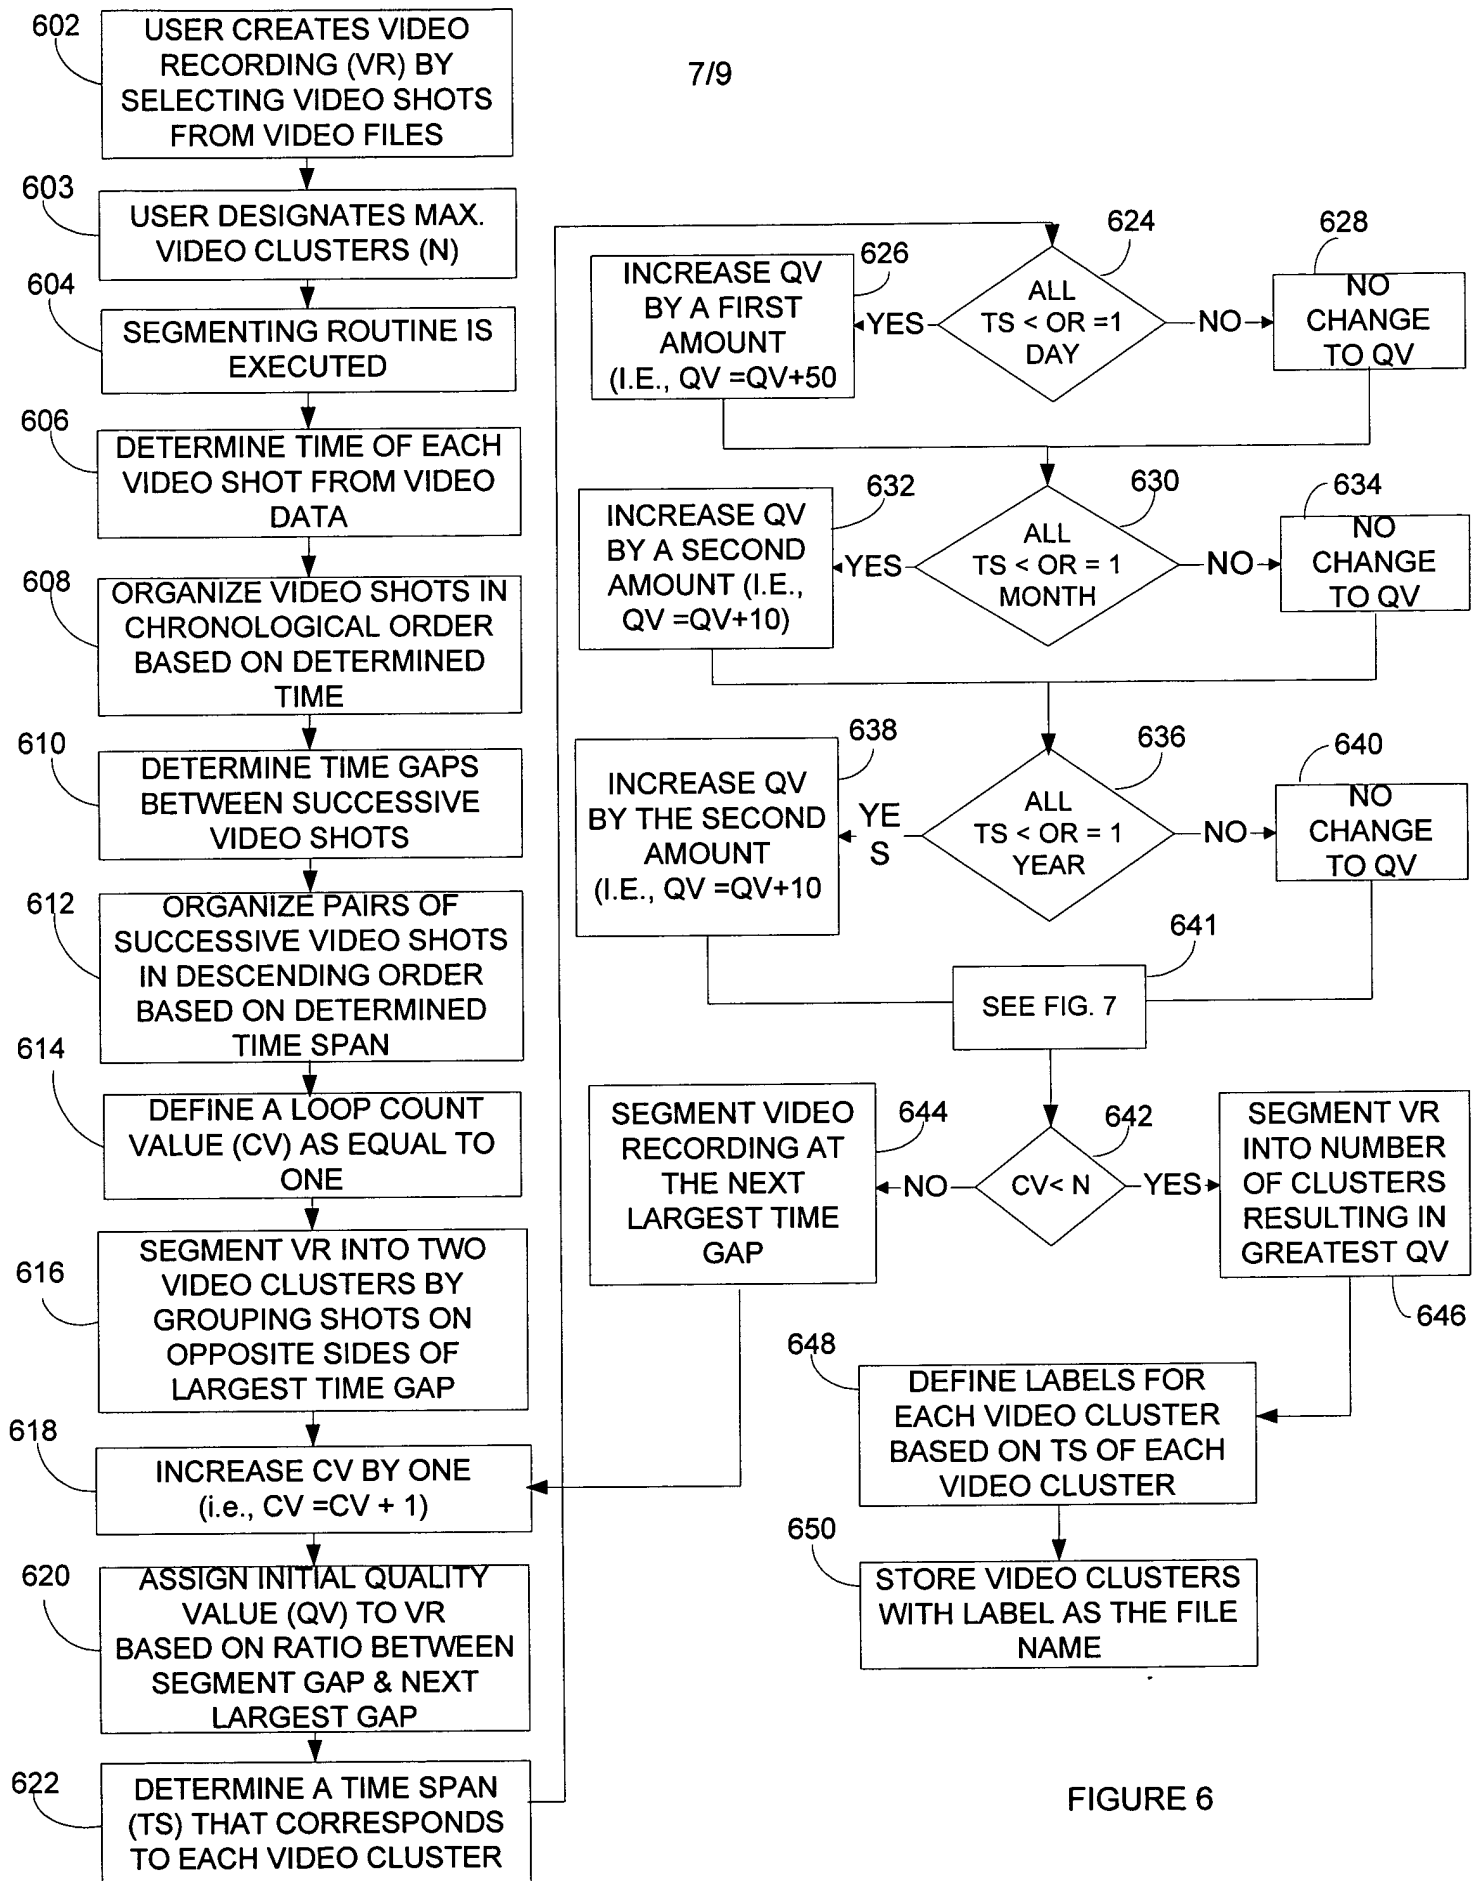 7/9
602
USER CREATES VIDEO
RECORDING (VR) BY
SELECTING VIDEO SHOTS
FROM VIDEO FILES
603
USER DESIGNATES MAX.
VIDEO CLUSTERS (N)
604
SEGMENTING ROUTINE IS
EXECUTED
606
DETERMINE TIME OF EACH
VIDEO SHOT FROM VIDEO
DATA
608
ORGANIZE VIDEO SHOTS IN
CHRONOLOGICAL ORDER
BASED ON DETERMINED
TIME
610
DETERMINE TIME GAPS
BETWEEN SUCCESSIVE
VIDEO SHOTS
612
ORGANIZE PAIRS OF
SUCCESSIVE VIDEO SHOTS
IN DESCENDING ORDER
BASED ON DETERMINED
TIME SPAN
614
DEFINE A LOOP COUNT
VALUE (CV) AS EQUAL TO
ONE
616
SEGMENT VR INTO TWO
VIDEO CLUSTERS BY
GROUPING SHOTS ON
OPPOSITE SIDES OF
LARGEST TIME GAP
618
INCREASE CV BY ONE
(i.e., CV =CV + 1)
620
ASSIGN INITIAL QUALITY
VALUE (QV) TO VR
BASED ON RATIO BETWEEN
SEGMENT GAP & NEXT
LARGEST GAP
622
DETERMINE A TIME SPAN
(TS) THAT CORRESPONDS
TO EACH VIDEO CLUSTER
624
ALL
TS < OR =1
DAY
YES
626
INCREASE QV
BY A FIRST
AMOUNT
(I.E., QV =QV+50
NO
628
NO
CHANGE
TO QV
630
ALL
TS < OR = 1
MONTH
YES
632
INCREASE QV
BY A SECOND
AMOUNT (I.E.,
QV =QV+10)
NO
634
NO
CHANGE
TO QV
636
ALL
TS < OR = 1
YEAR
YE
S
638
INCREASE QV
BY THE SECOND
AMOUNT
(I.E., QV =QV+10
NO
640
NO
CHANGE
TO QV
641
SEE FIG. 7
642
CV< N
NO
644
SEGMENT VIDEO
RECORDING AT
THE NEXT
LARGEST TIME
GAP
YES
SEGMENT VR
INTO NUMBER
OF CLUSTERS
RESULTING IN
GREATEST QV
646
648
DEFINE LABELS FOR
EACH VIDEO CLUSTER
BASED ON TS OF EACH
VIDEO CLUSTER
650
STORE VIDEO CLUSTERS
WITH LABEL AS THE FILE
NAME
FIGURE 6